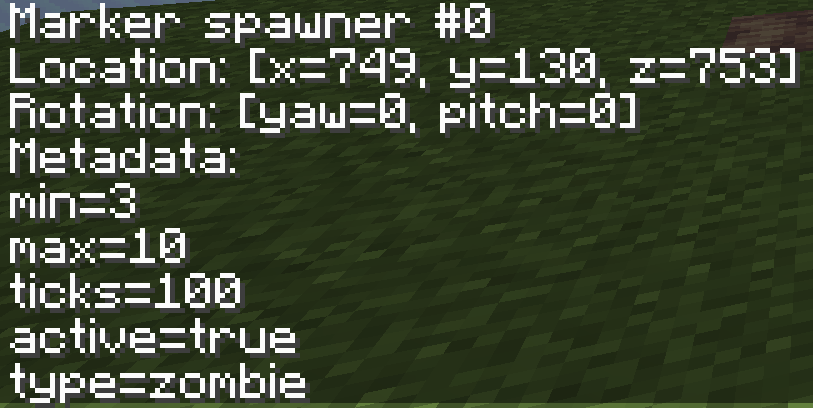 Marker spawner #0
Location: [x=749, y=130, z=753]
Rotation: [yaw=0, pitch=0]
Metadata:
min=3
max=10
ticks=100
active=true
type=zombie